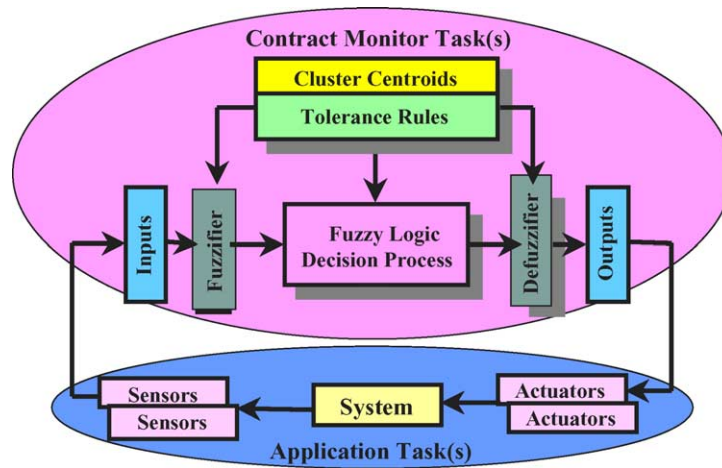 Contract Monitor Task(s)
Cluster Centroids
Tolerance Rules
Inputs
Fuzzifier
Fuzzy Logic
Decision Process
Defuzzifier
Outputs
Sensors
Sensors
System
Actuators
Actuators
Application Task(s)